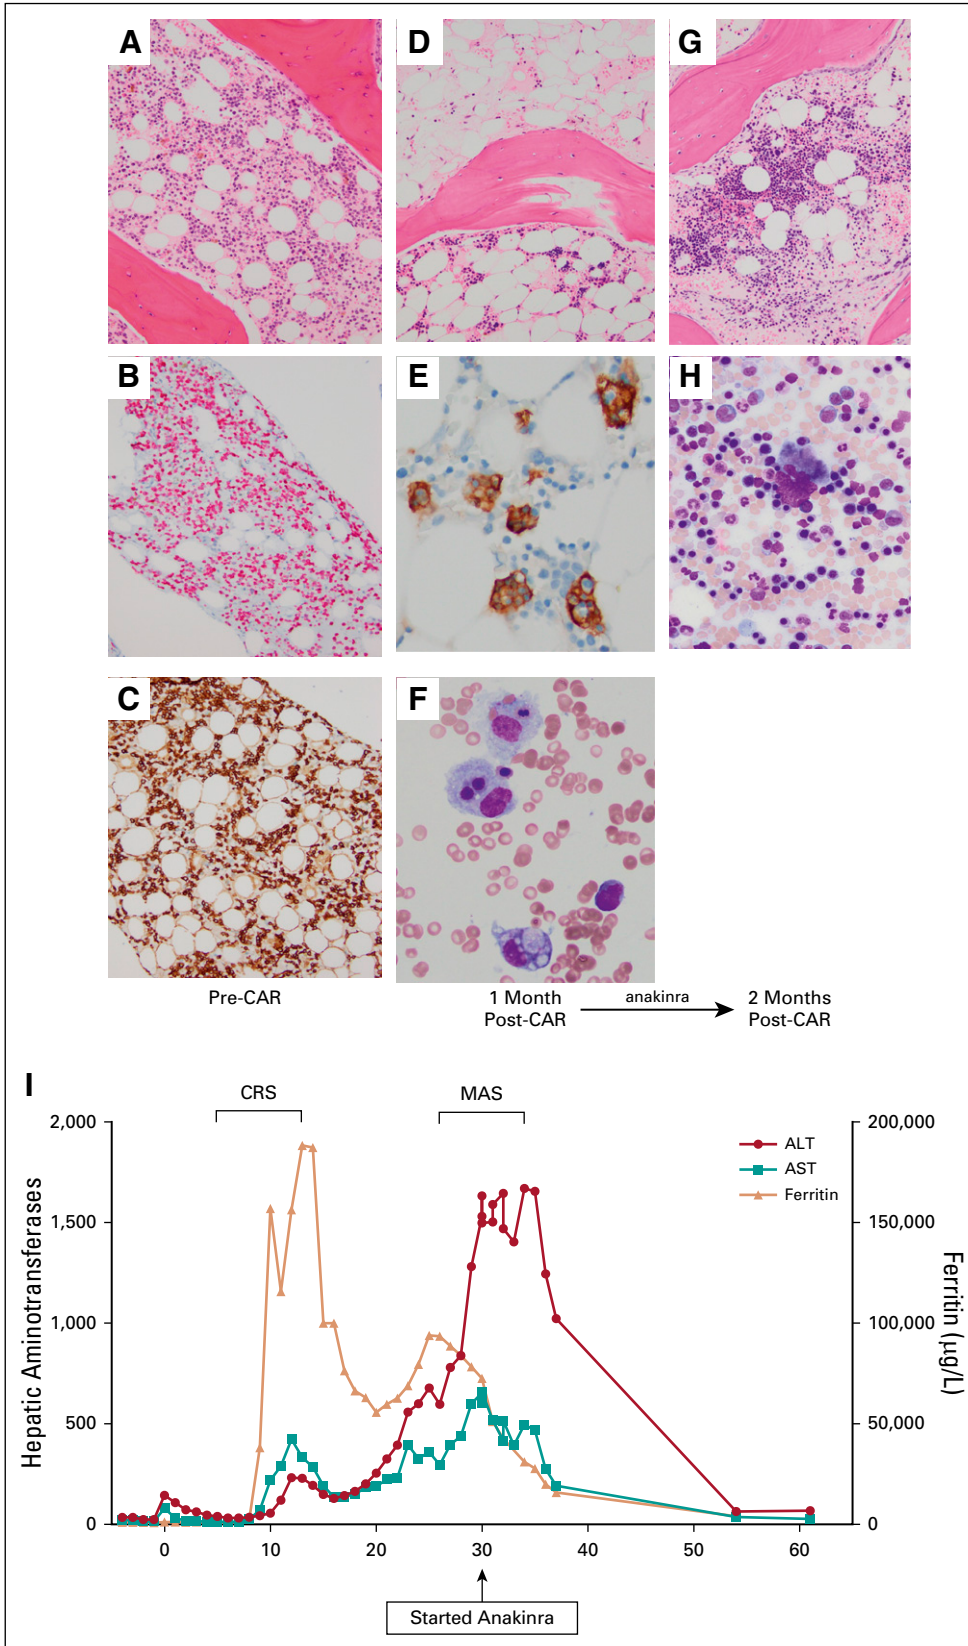 A
D
G
B
E
H
C
F
Pre-CAR
1 Month
Post-CAR
anakinra
2 Months
Post-CAR
I
CRS
MAS
2,000
1,500
1,000
500
0
Hepatic Aminotransferases
200,000
150,000
100,000
50,000
0
Ferritin (µg/L)
ALT
AST
Ferritin
0 10 20 30 40 50 60
Started Anakinra